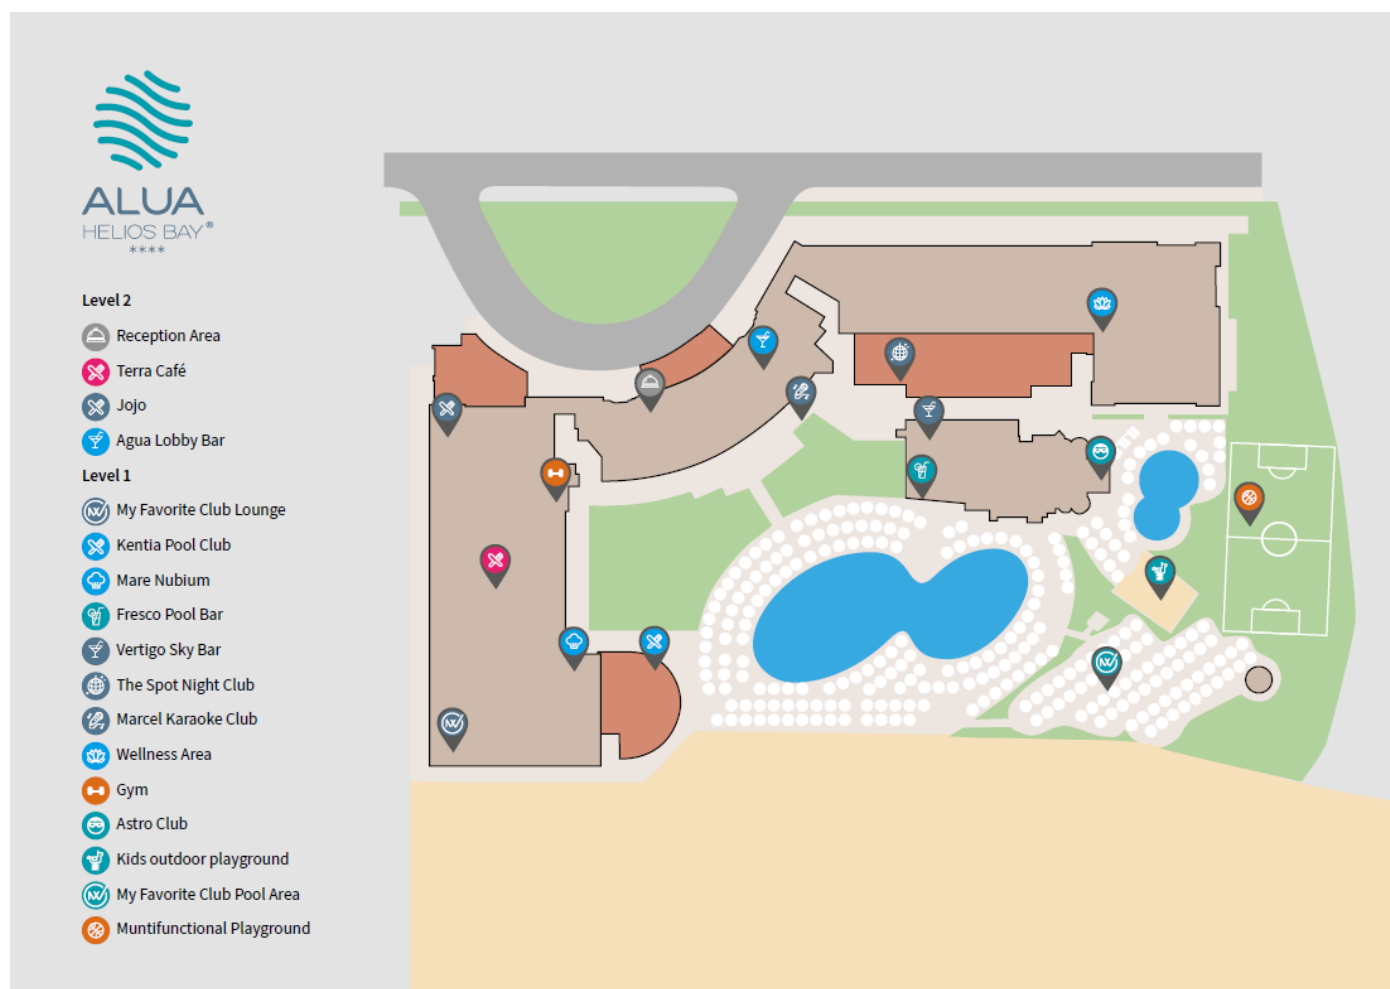 ALUA
HELIOS BAY®
****
Level 2
Reception Area
Terra Café
Jojo
Agua Lobby Bar
Level 1
My Favorite Club Lounge
Kentia Pool Club
Mare Nubium
Fresco Pool Bar
Vertigo Sky Bar
The Spot Night Club
Marcel Karaoke Club
Wellness Area
Gym
Astro Club
Kids outdoor playground
My Favorite Club Pool Area
Muntifunctional Playground